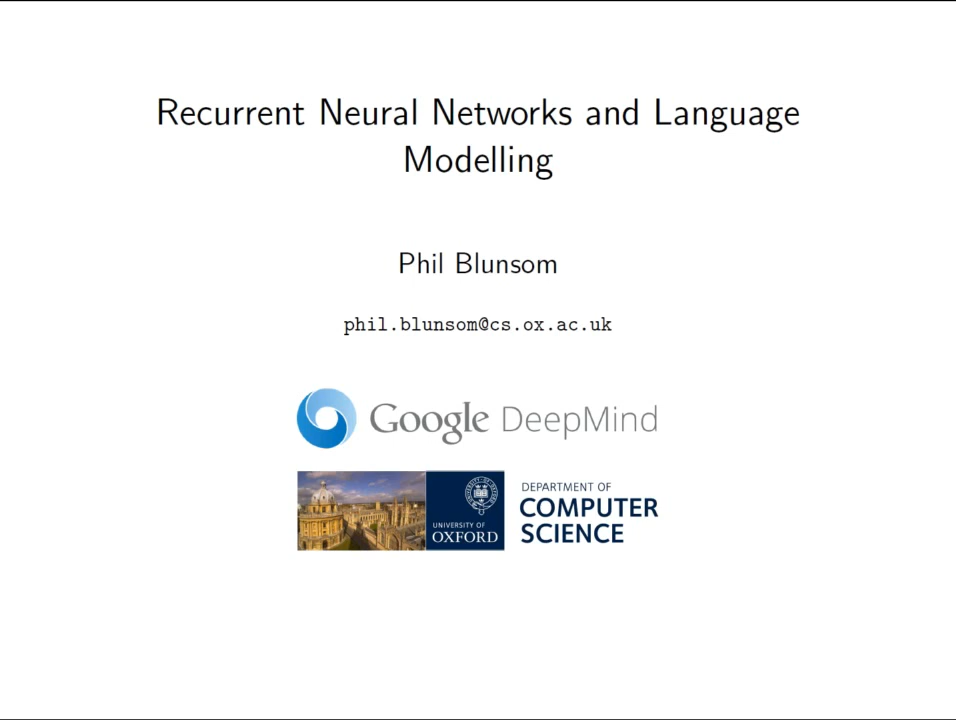 Recurrent Neural Networks and Language
Modelling
Phil Blunsom
phil.blunsom@cs.ox.ac.uk
Google DeepMind
UNIVERSITY OF
OXFORD
DEPARTMENT OF
COMPUTER
SCIENCE